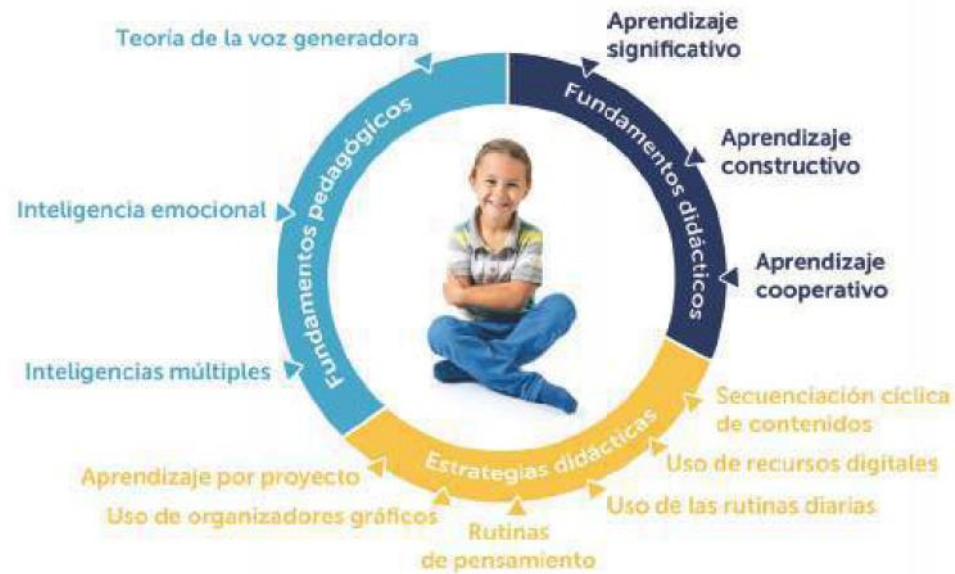 Teoría de la voz generadora
Inteligencia emocional
Inteligencias múltiples
Fundamentos pedagógicos
Aprendizaje
significativo
Aprendizaje
constructivo
Aprendizaje
cooperativo
Fundamentos didácticos
Secuenciación cíclica
de contenidos
Uso de recursos digitales
Uso de las rutinas diarias
Rutinas
de pensamiento
Uso de organizadores gráficos
Aprendizaje por proyecto
Estrategias didácticas